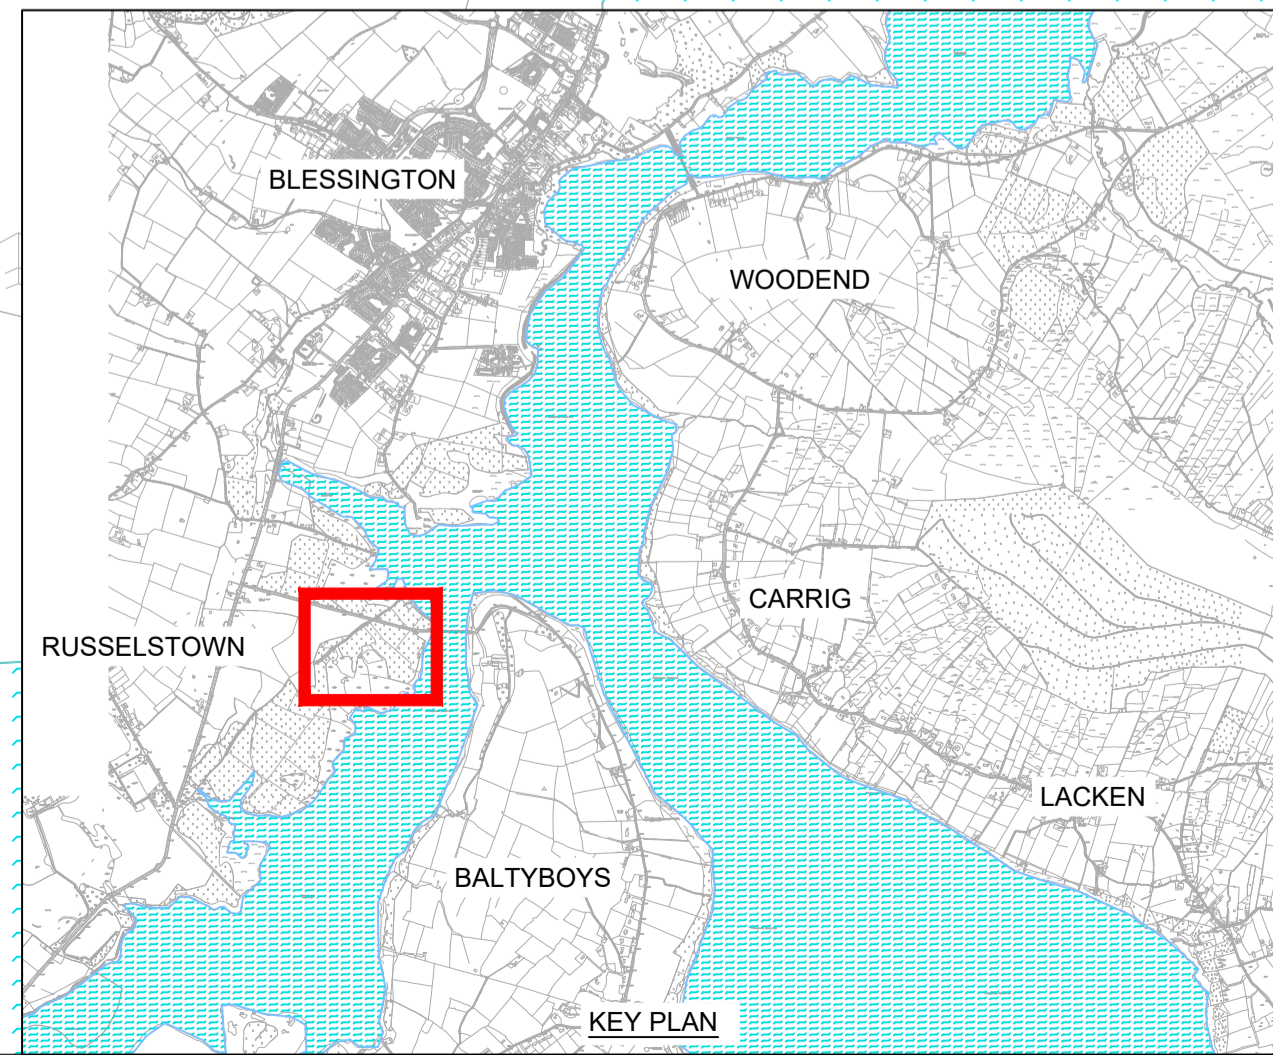 BLESSINGTON
WOODEND
CARRIG
RUSSELSTOWN
LACKEN
BALTYBOYS
KEY PLAN